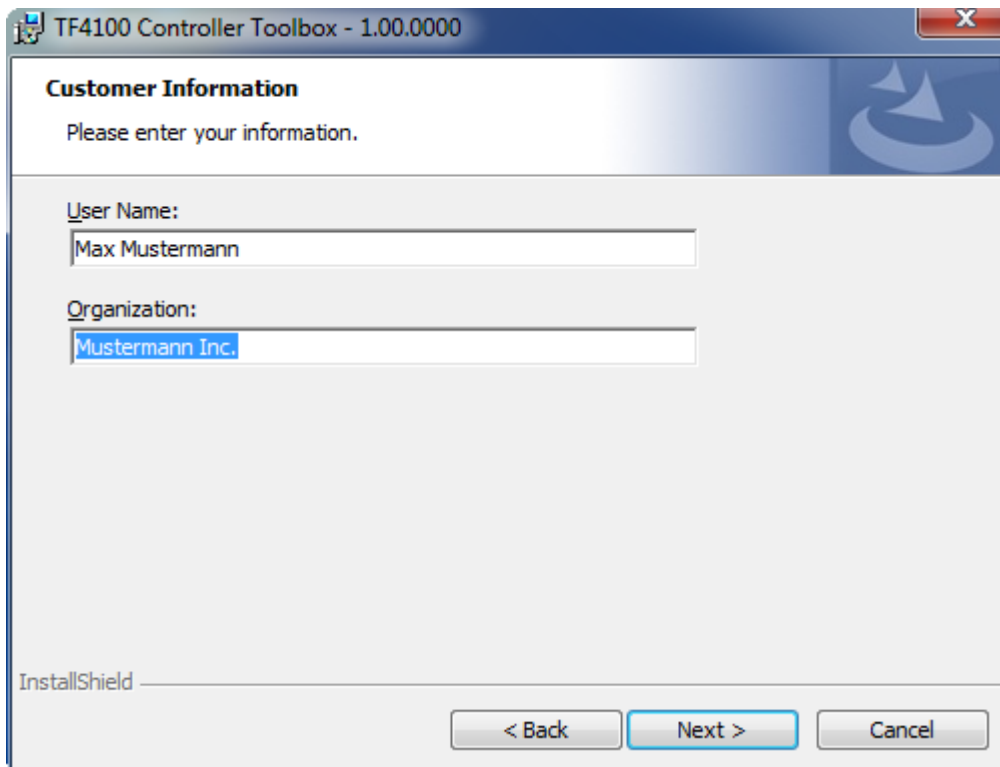 TF4100 Controller Toolbox - 1.00.0000
Customer Information
Please enter your information.
User Name:
Max Mustermann
Organization:
Mustermann Inc.
InstallShield
< Back Next > Cancel